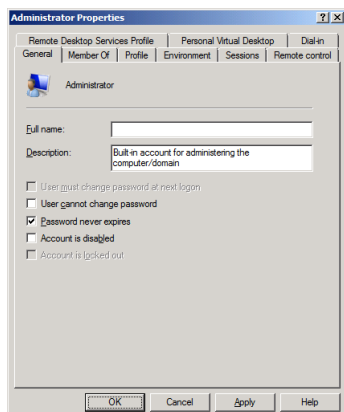 Administrator Properties
Remote Desktop Services Profile
Personal Virtual Desktop
Dial-in
General
Member Of
Profile
Environment
Sessions
Remote control
Administrator
Full name:
Description:
Built-in account for administering the
computer/domain
User must change password at next logon
User cannot change password
Password never expires
Account is disabled
Account is locked out
OK
Cancel
Apply
Help